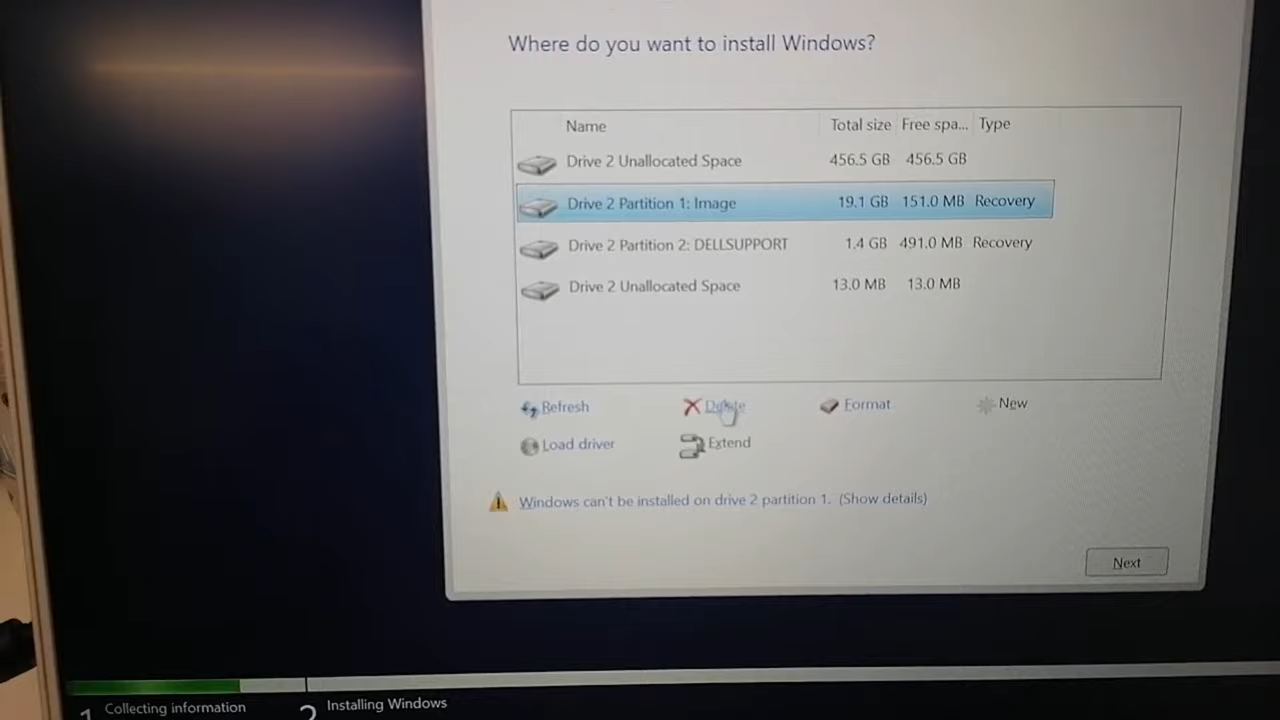 Where do you want to install Windows?
Name Total size Free spa... Type
Drive 2 Unallocated Space 456.5 GB 456.5 GB
Drive 2 Partition 1: Image 19.1 GB 151.0 MB Recovery
Drive 2 Partition 2: DELLSUPPORT 1.4 GB 491.0 MB Recovery
Drive 2 Unallocated Space 13.0 MB 13.0 MB
Refresh Delete Format New
Load driver Extend
Windows can't be installed on drive 2 partition 1. (Show details)
Next
1 Collecting information 2 Installing Windows